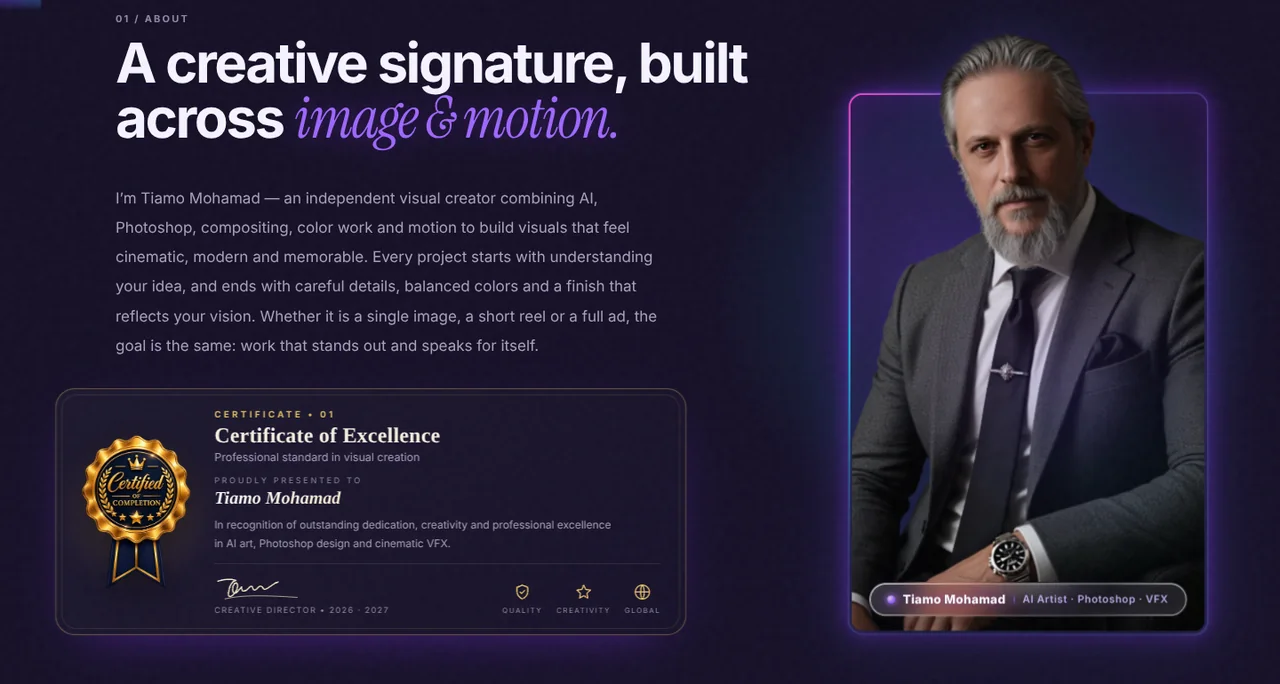 01 / ABOUT
A creative signature, built
across image & motion.
I’m Tiamo Mohamad — an independent visual creator combining AI,
Photoshop, compositing, color work and motion to build visuals that feel
cinematic, modern and memorable. Every project starts with understanding
your idea, and ends with careful details, balanced colors and a finish that
reflects your vision. Whether it is a single image, a short reel or a full ad, the
goal is the same: work that stands out and speaks for itself.
CERTIFICATE • 01
Certificate of Excellence
Professional standard in visual creation
PROUDLY PRESENTED TO
Tiamo Mohamad
In recognition of outstanding dedication, creativity and professional excellence
in AI art, Photoshop design and cinematic VFX.
Certified
OF
COMPLETION
CREATIVE DIRECTOR • 2026 · 2027
QUALITY
CREATIVITY
GLOBAL
Tiamo Mohamad | AI Artist · Photoshop · VFX